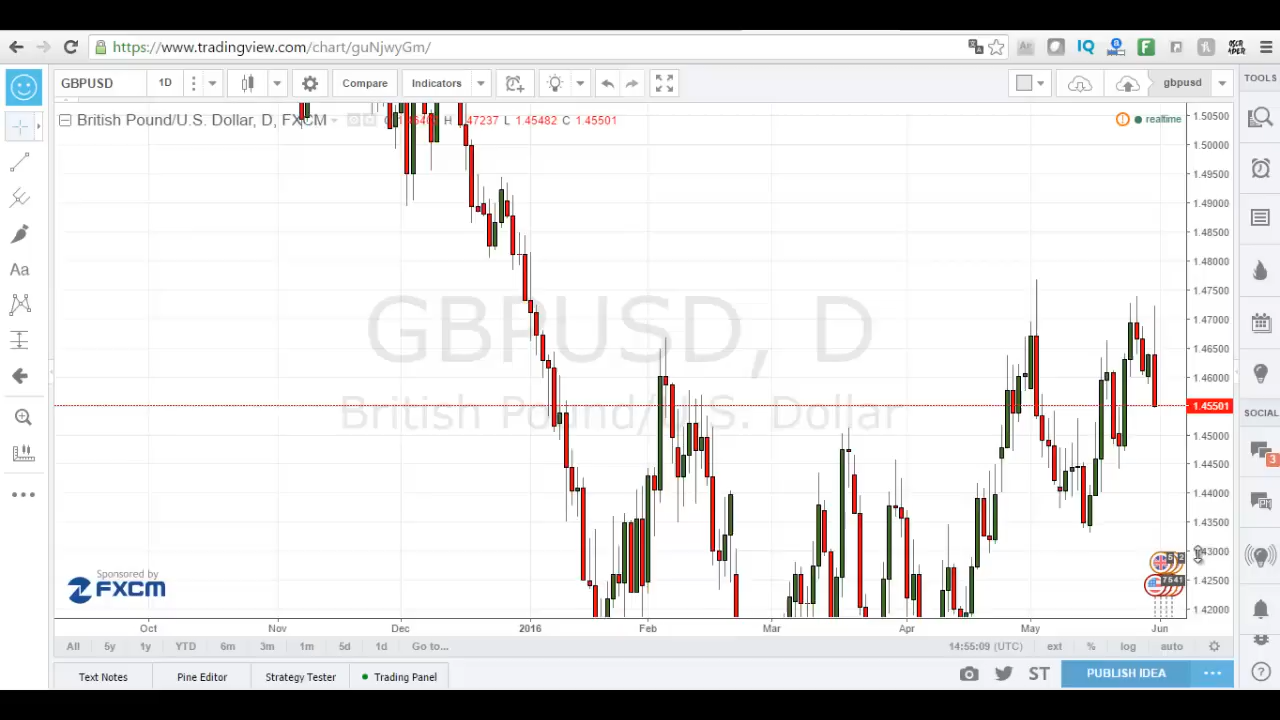 https://www.tradingview.com/chart/guNjwyGm/
IQ
GBPUSD
1D
Compare
Indicators
gbpusd
TOOLS
British Pound/U.S. Dollar, D, FXCM
H
47237 L 1.45482 C 1.45501
realtime
1.50500
1.50000
1.49500
1.49000
1.48500
1.48000
1.47500
1.47000
1.46500
1.46000
1.45501
1.45000
1.44500
1.44000
1.43500
1.43000
1.42500
1.42000
GBPUSD, D
British Pound/U.S. Dollar
Aa
SOCIAL
3
7541
Sponsored by
FXCM
Oct Nov Dec 2016 Feb Mar Apr May Jun
All 5y 1y YTD 6m 3m 1m 5d 1d Go to...
14:55:09 (UTC) ext % log auto
Text Notes Pine Editor Strategy Tester Trading Panel
ST
PUBLISH IDEA